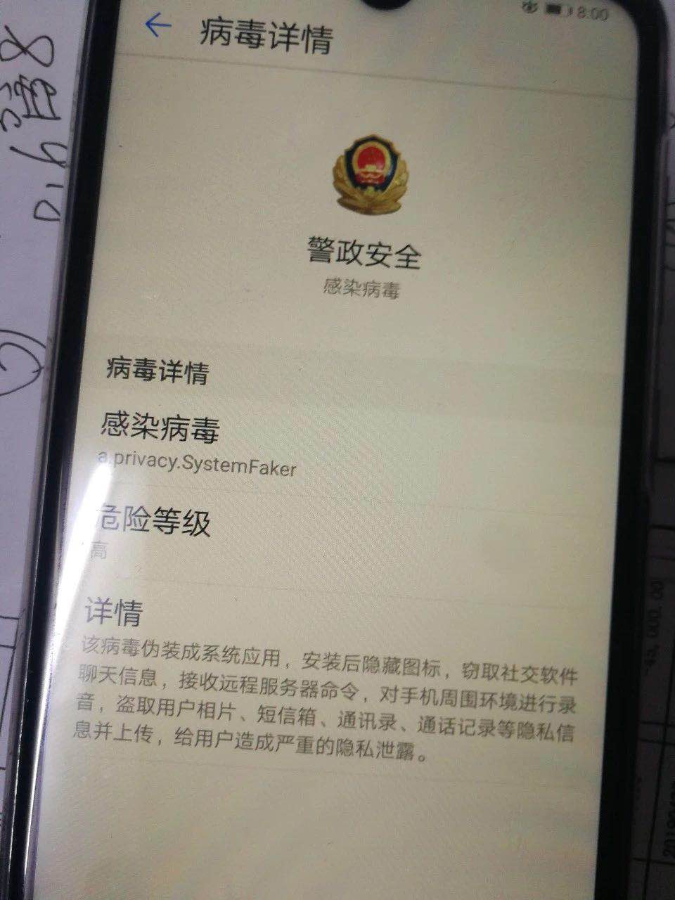 8:00
病毒详情
警政安全
感染病毒
病毒详情
感染病毒
a.privacy.SystemFaker
危险等级
高
详情
该病毒伪装成系统应用，安装后隐藏图标，窃取社交软件
聊天信息，接收远程服务器命令，对手机周围环境进行录
音，盗取用户相片、短信箱、通讯录、通话记录等隐私信
息并上传，给用户造成严重的隐私泄露。